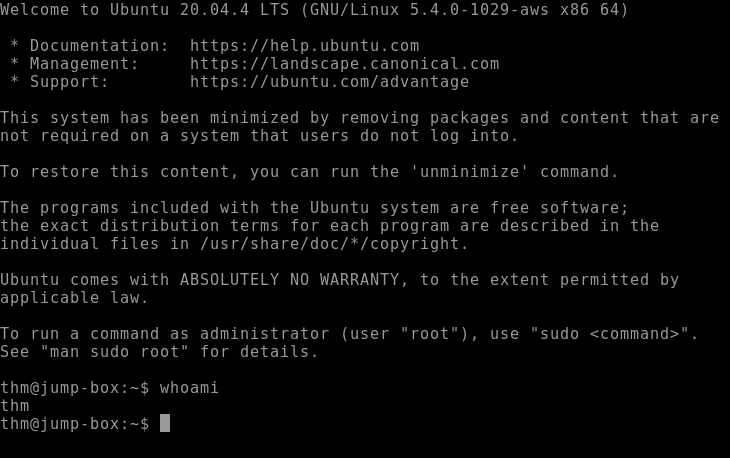 Welcome to Ubuntu 20.04.4 LTS (GNU/Linux 5.4.0-1029-aws x86 64)
* Documentation:  https://help.ubuntu.com
* Management:     https://landscape.canonical.com
* Support:        https://ubuntu.com/advantage
This system has been minimized by removing packages and content that are
not required on a system that users do not log into.
To restore this content, you can run the 'unminimize' command.
The programs included with the Ubuntu system are free software;
the exact distribution terms for each program are described in the
individual files in /usr/share/doc/*/copyright.
Ubuntu comes with ABSOLUTELY NO WARRANTY, to the extent permitted by
applicable law.
To run a command as administrator (user "root"), use "sudo <command>".
See "man sudo root" for details.
thm@jump-box:~$ whoami
thm
thm@jump-box:~$